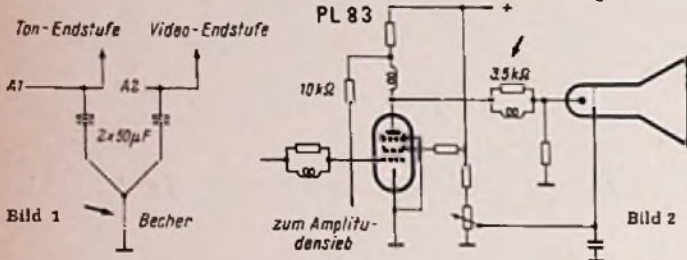 Ton-Endstufe
Video-Endstufe
A1
A2
2x50µF
Bild 1
Becher
PL 83
+
10kΩ
3,5kΩ
zum Amplitu-
densieb
Bild 2